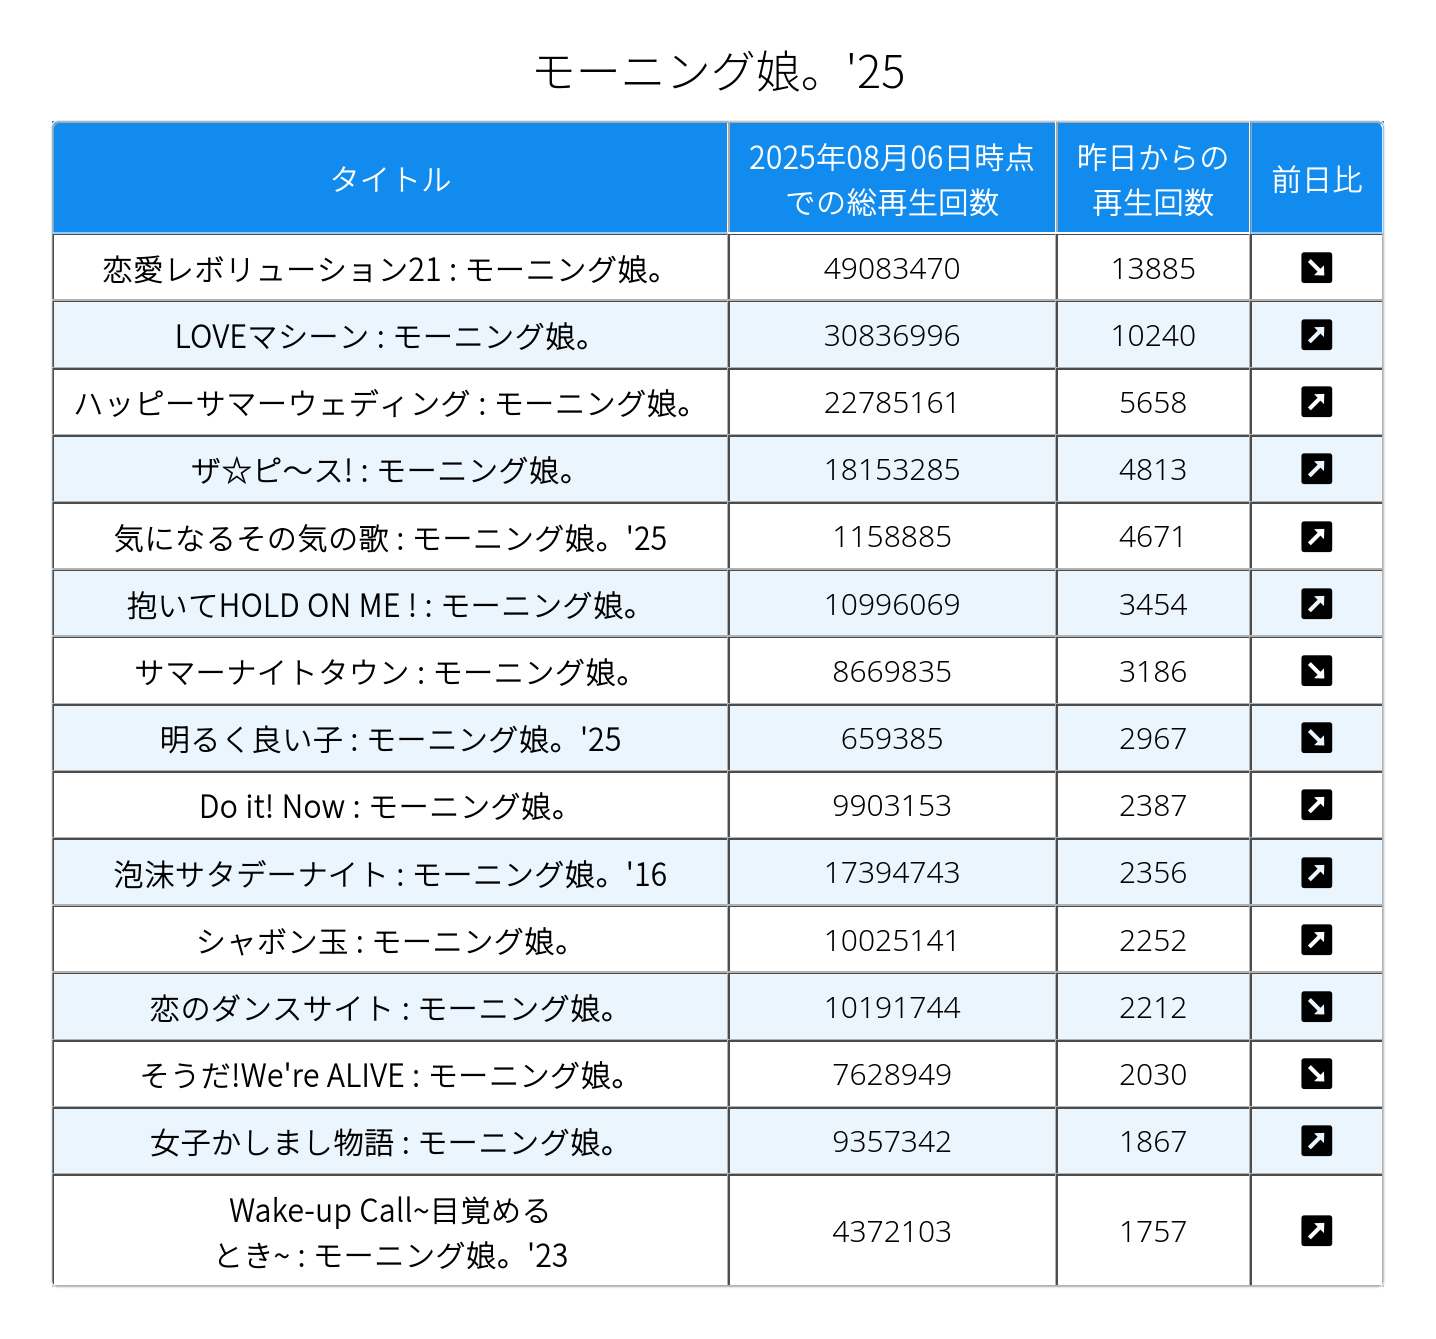 モーニング娘。'25
タイトル
2025年08月06日時点
での総再生回数
昨日からの
再生回数
前日比
恋愛レボリューション21 : モーニング娘。 49083470 13885
LOVEマシーン : モーニング娘。 30836996 10240
ハッピーサマーウェディング : モーニング娘。 22785161 5658
ザ☆ピ〜ス! : モーニング娘。 18153285 4813
気になるその気の歌 : モーニング娘。'25 1158885 4671
抱いてHOLD ON ME ! : モーニング娘。 10996069 3454
サマーナイトタウン : モーニング娘。 8669835 3186
明るく良い子 : モーニング娘。'25 659385 2967
Do it! Now : モーニング娘。 9903153 2387
泡沫サタデーナイト : モーニング娘。'16 17394743 2356
シャボン玉 : モーニング娘。 10025141 2252
恋のダンスサイト : モーニング娘。 10191744 2212
そうだ!We're ALIVE : モーニング娘。 7628949 2030
女子かしまし物語 : モーニング娘。 9357342 1867
Wake-up Call~目覚める
とき~ : モーニング娘。'23 4372103 1757